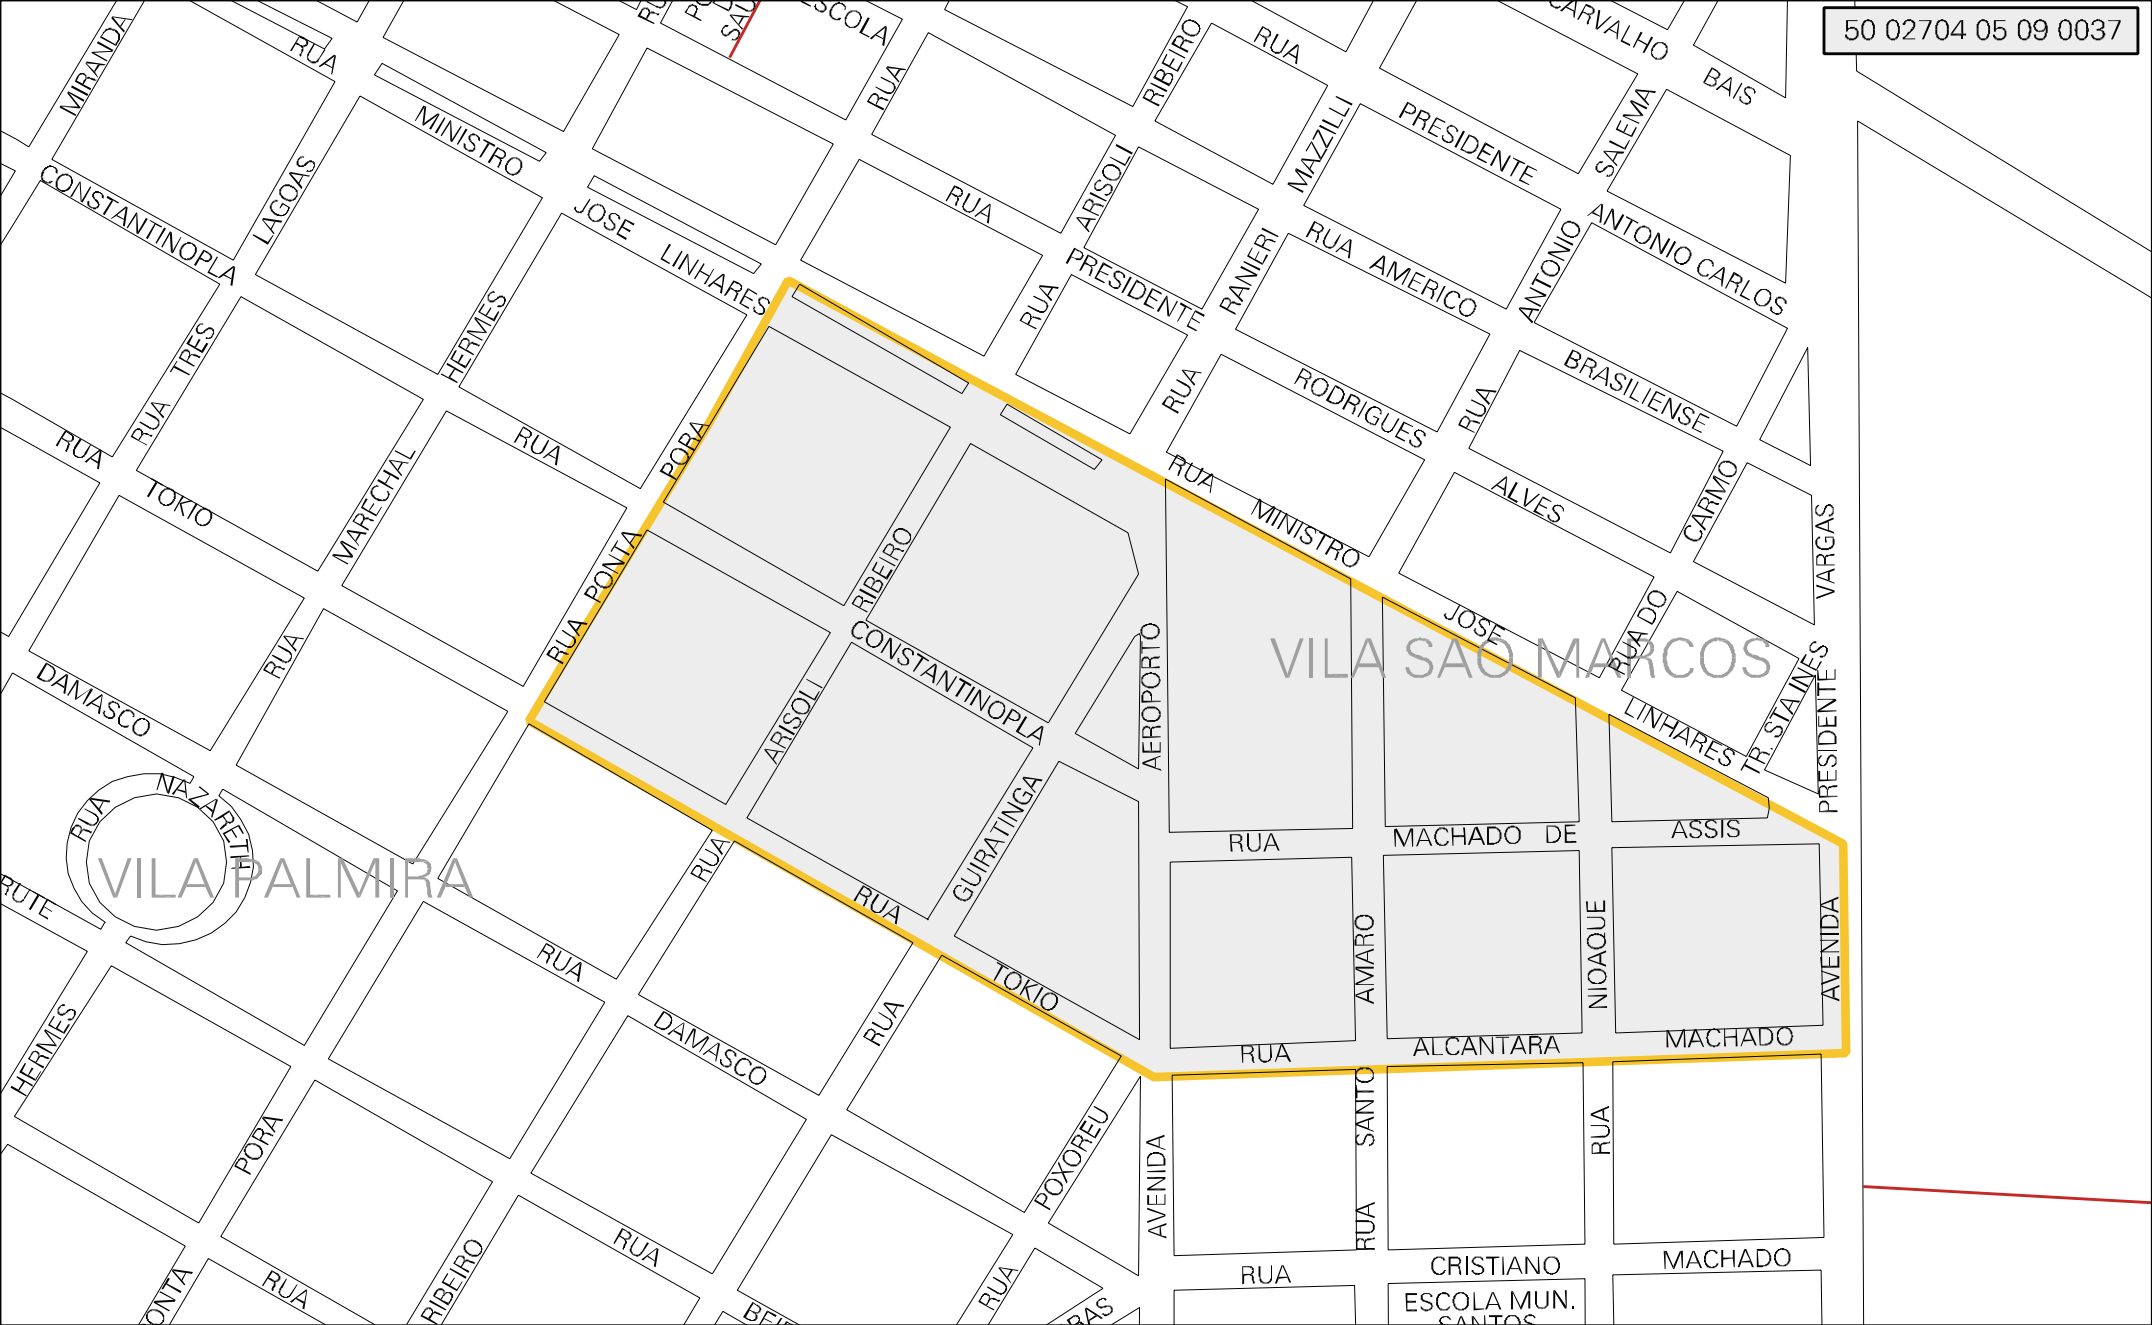 50 02704 05 09 0037
ESCOLA
CARVALHO
BAIS
MIRANDA
RUA
RUA
RIBEIRO
RUA
MINISTRO
MAZZILLI
PRESIDENTE
SALEMA
CONSTANTINOPLA
LAGOAS
JOSE
LINHARES
RUA
ARISOLI
PRESIDENTE
RANIERI
RUA AMERICO
ANTONIO
ANTONIO CARLOS
HERMES
RUA
TRES
RUA
RUA
RODRIGUES
RUA
BRASILIENSE
RUA
TOKIO
MARECHAL
RUA
PORA
PONTA
RUA
RUA
MINISTRO
ALVES
CARMO
VARGAS
RIBEIRO
JOSE
RUA DO
LINHARES
TR. STA INES
PRESIDENTE
VILA SAO MARCOS
CONSTANTINOPLA
AEROPORTO
DAMASCO
RUA
ARISOLI
RUA
NAZARETH
VILA PALMIRA
GUIRATINGA
RUA
MACHADO DE
ASSIS
RUA
RUA
TOKIO
RUTE
RUA
RUA
DAMASCO
AMARO
NIOAQUE
AVENIDA
RUA
ALCANTARA
MACHADO
HERMES
PORA
SANTO
RUA
RUA
POXOREU
AVENIDA
RUA
RIBEIRO
RUA
RUA
RUA
CRISTIANO
MACHADO
ESCOLA MUN.
SANTOS